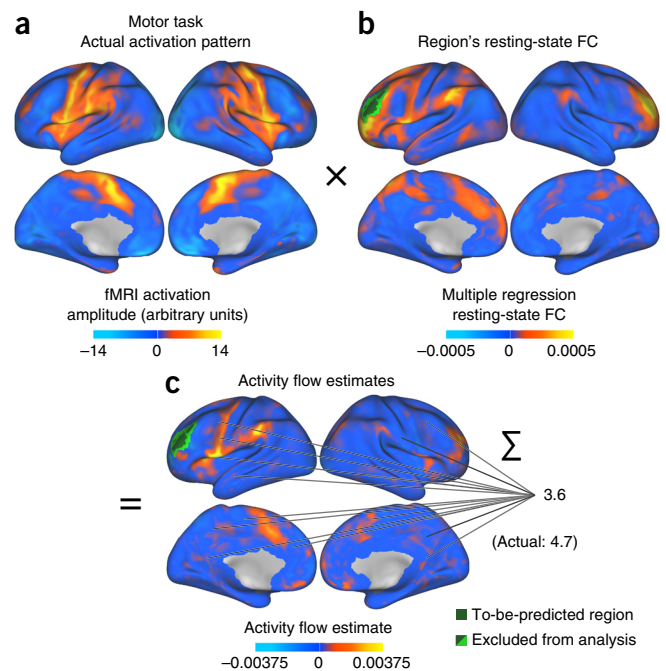 a
Motor task
Actual activation pattern
b
Region's resting-state FC
×
fMRI activation
amplitude (arbitrary units)
−14 0 14
Multiple regression
resting-state FC
−0.0005 0 0.0005
c
Activity flow estimates
Σ
=
3.6
(Actual: 4.7)
To-be-predicted region
Excluded from analysis
Activity flow estimate
−0.00375 0 0.00375